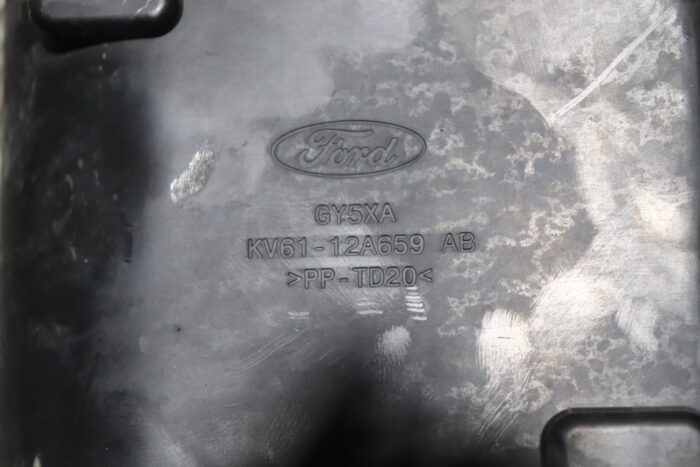 Ford
GY5XA
KV61-12A659 AB
>PP-TD20<